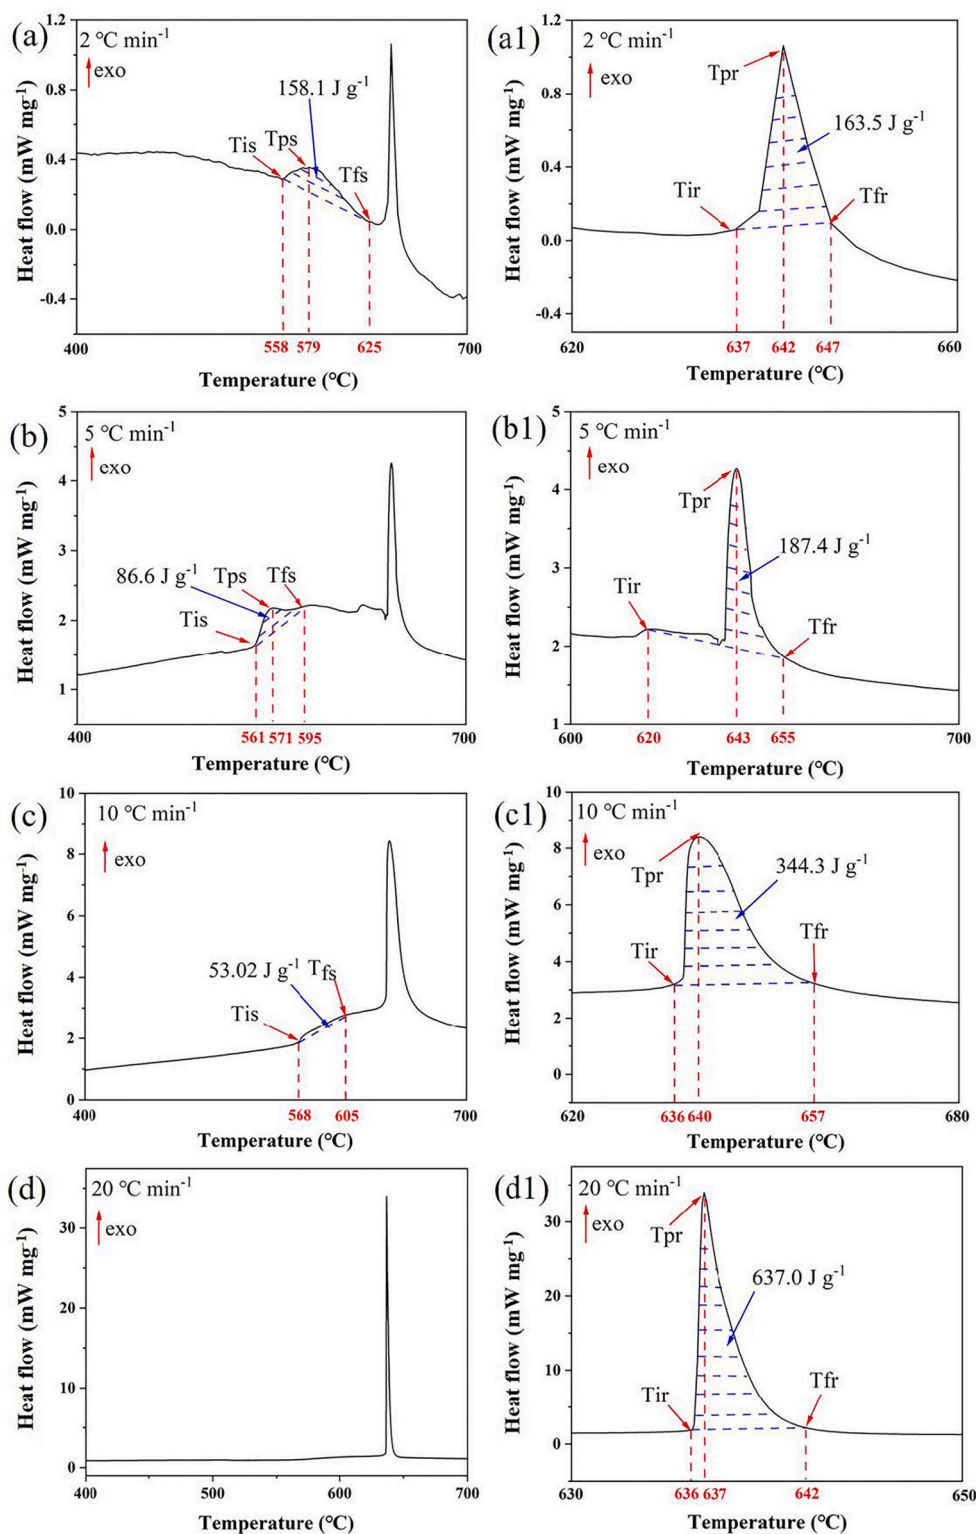 (a)
2 ℃ min-1
exo
158.1 J g-1
Tis
Tps
Tfs
Heat flow (mW mg-1)
1.2
0.8
0.4
0.0
-0.4
400
558
579
625
700
Temperature (℃)
(a1)
2 ℃ min-1
exo
Tpr
163.5 J g-1
Tir
Tfr
Heat flow (mW mg-1)
1.2
0.8
0.4
0.0
-0.4
620
637
642
647
660
Temperature (℃)
(b)
5 ℃ min-1
exo
86.6 J g-1
Tps
Tfs
Tis
Heat flow (mW mg-1)
5
4
3
2
1
400
561
571
595
700
Temperature (℃)
(b1)
5 ℃ min-1
exo
Tpr
187.4 J g-1
Tir
Tfr
Heat flow (mW mg-1)
5
4
3
2
1
600
620
643
655
700
Temperature (℃)
(c)
10 ℃ min-1
exo
53.02 J g-1
Tfs
Tis
Heat flow (mW mg-1)
10
8
6
4
2
0
400
568
605
700
Temperature (℃)
(c1)
10 ℃ min-1
exo
Tpr
344.3 J g-1
Tir
Tfr
Heat flow (mW mg-1)
10
8
6
4
2
0
620
636
640
657
680
Temperature (℃)
(d)
20 ℃ min-1
exo
Heat flow (mW mg-1)
30
20
10
0
400
500
600
700
Temperature (℃)
(d1)
20 ℃ min-1
exo
Tpr
637.0 J g-1
Tir
Tfr
Heat flow (mW mg-1)
30
20
10
0
630
636
637
642
650
Temperature (℃)